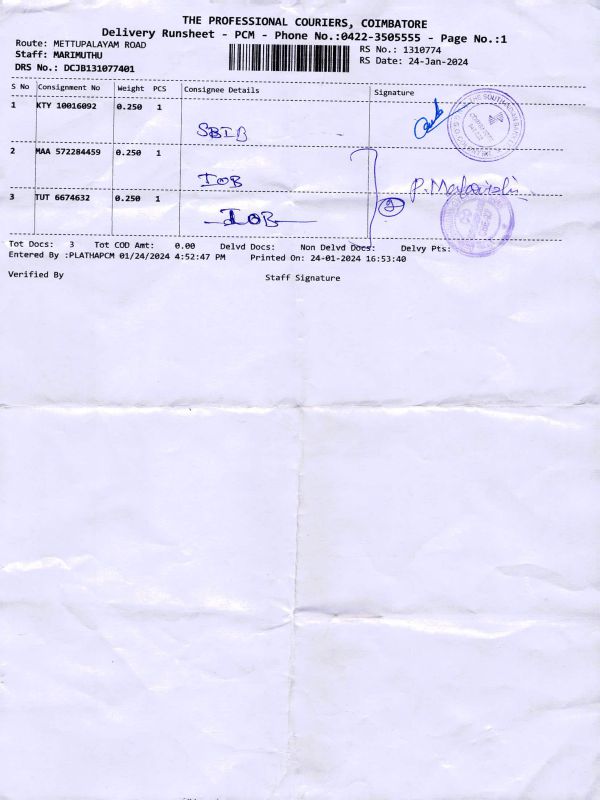 THE PROFESSIONAL COURIERS, COIMBATORE
Delivery Runsheet - PCM - Phone No.:0422-3505555 - Page No.:1
Route: METTUPALAYAM ROAD
RS No.: 1310774
Staff: MARIMUTHU
RS Date: 24-Jan-2024
DRS No.: DCJB131077401
S No Consignment No Weight PCS Consignee Details Signature
1 KTY 10016092 0.250 1
SBIB
2 MAA 572284459 0.250 1
IOB
3 TUT 6674632 0.250 1
IOB
Tot Docs: 3 Tot COD Amt: 0.00 Delvd Docs: Non Delvd Docs: Delvy Pts:
Entered By :PLATHAPCM 01/24/2024 4:52:47 PM Printed On: 24-01-2024 16:53:40
Verified By Staff Signature